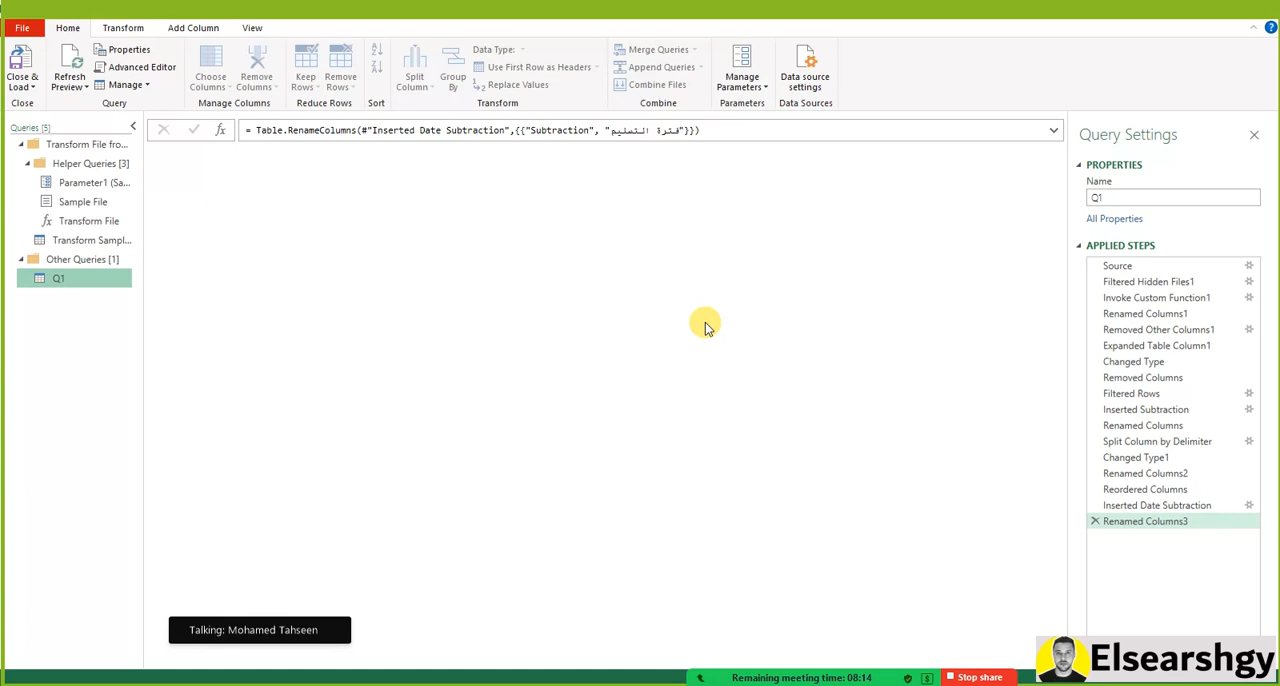 File Home Transform Add Column View
Close & Load
Close
Refresh Preview
Properties
Advanced Editor
Manage
Query
Choose Columns
Remove Columns
Manage Columns
Keep Rows
Remove Rows
Reduce Rows
Sort
Split Column
Group By
Data Type:
Use First Row as Headers
Replace Values
Transform
Merge Queries
Append Queries
Combine Files
Combine
Manage Parameters
Parameters
Data source settings
Data Sources
Queries [5]
Transform File fro...
Helper Queries [3]
Parameter1 (Sa...
Sample File
fx Transform File
Transform Sampl...
Other Queries [1]
Q1
fx = Table.RenameColumns(#"Inserted Date Subtraction",{{"Subtraction", "فترة التسليم"}})
Query Settings
PROPERTIES
Name
Q1
All Properties
APPLIED STEPS
Source
Filtered Hidden Files1
Invoke Custom Function1
Renamed Columns1
Removed Other Columns1
Expanded Table Column1
Changed Type
Removed Columns
Filtered Rows
Inserted Subtraction
Renamed Columns
Split Column by Delimiter
Changed Type1
Renamed Columns2
Reordered Columns
Inserted Date Subtraction
Renamed Columns3
Talking: Mohamed Tahseen
Remaining meeting time: 08:14
Stop share
Elsearshgy